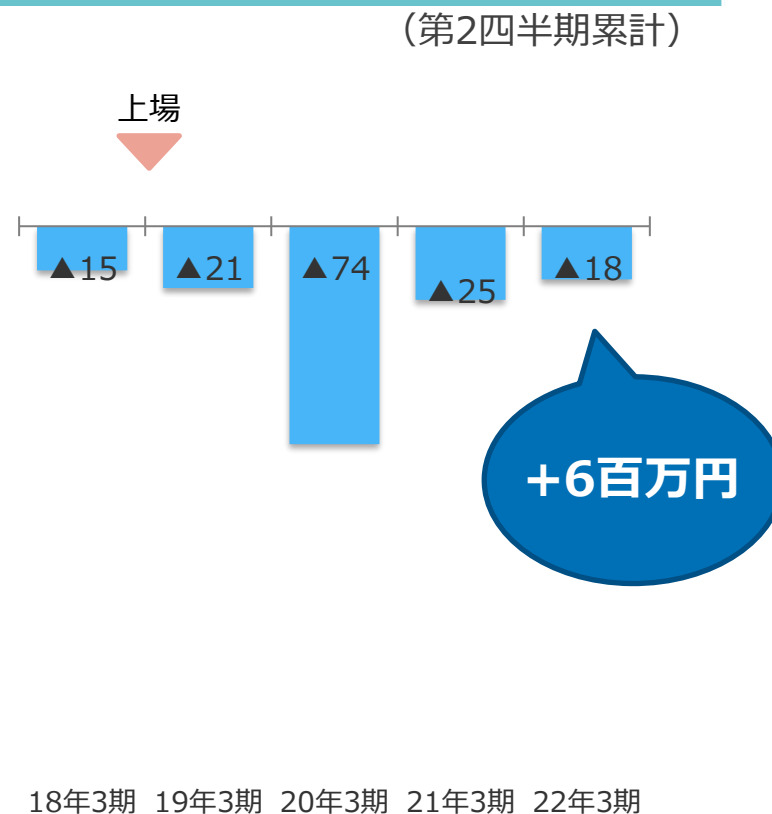 （第2四半期累計）
上場
▲15 ▲21 ▲74 ▲25 ▲18
+6百万円
18年3期 19年3期 20年3期 21年3期 22年3期